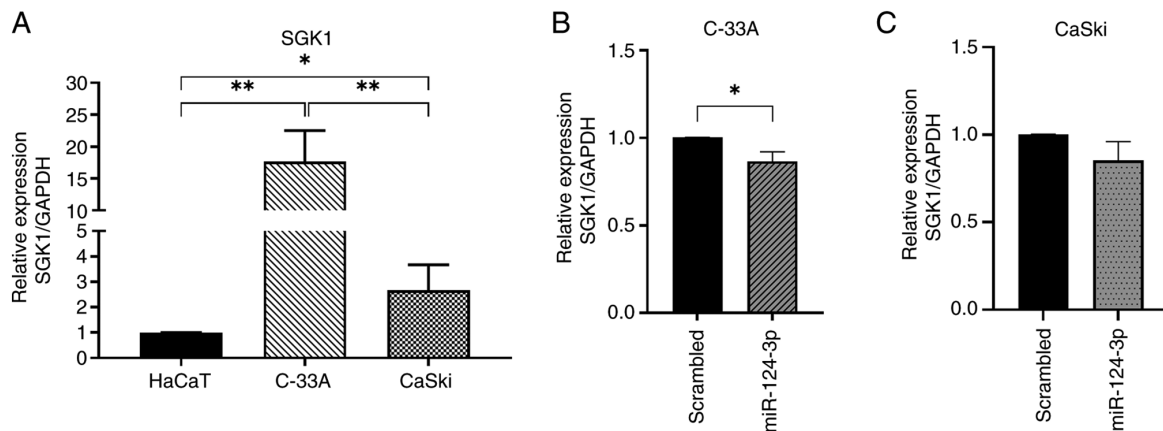 A
SGK1
*
**
**
Relative expression
SGK1/GAPDH
30
25
20
15
10
5
4
3
2
1
0
HaCaT
C-33A
CaSki
B
C-33A
*
Relative expression
SGK1/GAPDH
1.5
1.0
0.5
0.0
Scrambled
miR-124-3p
C
CaSki
Relative expression
SGK1/GAPDH
1.5
1.0
0.5
0.0
Scrambled
miR-124-3p